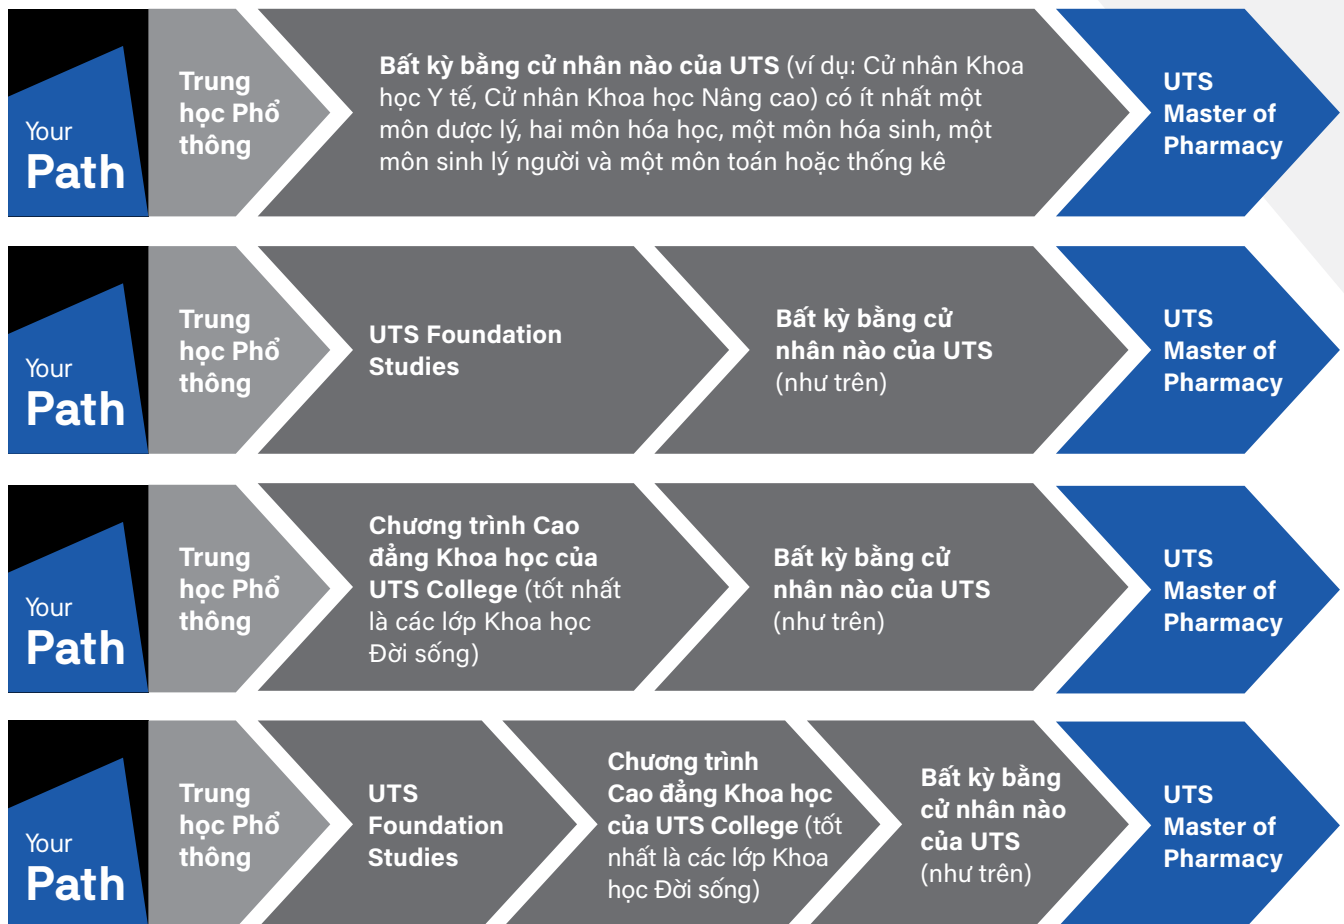 Your
Path
Trung
học Phổ
thông
Bất kỳ bằng cử nhân nào của UTS (ví dụ: Cử nhân Khoa
học Y tế, Cử nhân Khoa học Nâng cao) có ít nhất một
môn dược lý, hai môn hóa học, một môn hóa sinh, một
môn sinh lý người và một môn toán hoặc thống kê
UTS
Master of
Pharmacy
Your
Path
Trung
học Phổ
thông
UTS Foundation
Studies
Bất kỳ bằng cử
nhân nào của UTS
(như trên)
UTS
Master of
Pharmacy
Your
Path
Trung
học Phổ
thông
Chương trình Cao
đẳng Khoa học của
UTS College (tốt nhất
là các lớp Khoa học
Đời sống)
Bất kỳ bằng cử
nhân nào của UTS
(như trên)
UTS
Master of
Pharmacy
Your
Path
Trung
học Phổ
thông
UTS
Foundation
Studies
Chương trình
Cao đẳng Khoa học
của UTS College (tốt
nhất là các lớp Khoa
học Đời sống)
Bất kỳ bằng
cử nhân nào
của UTS
(như trên)
UTS
Master of
Pharmacy